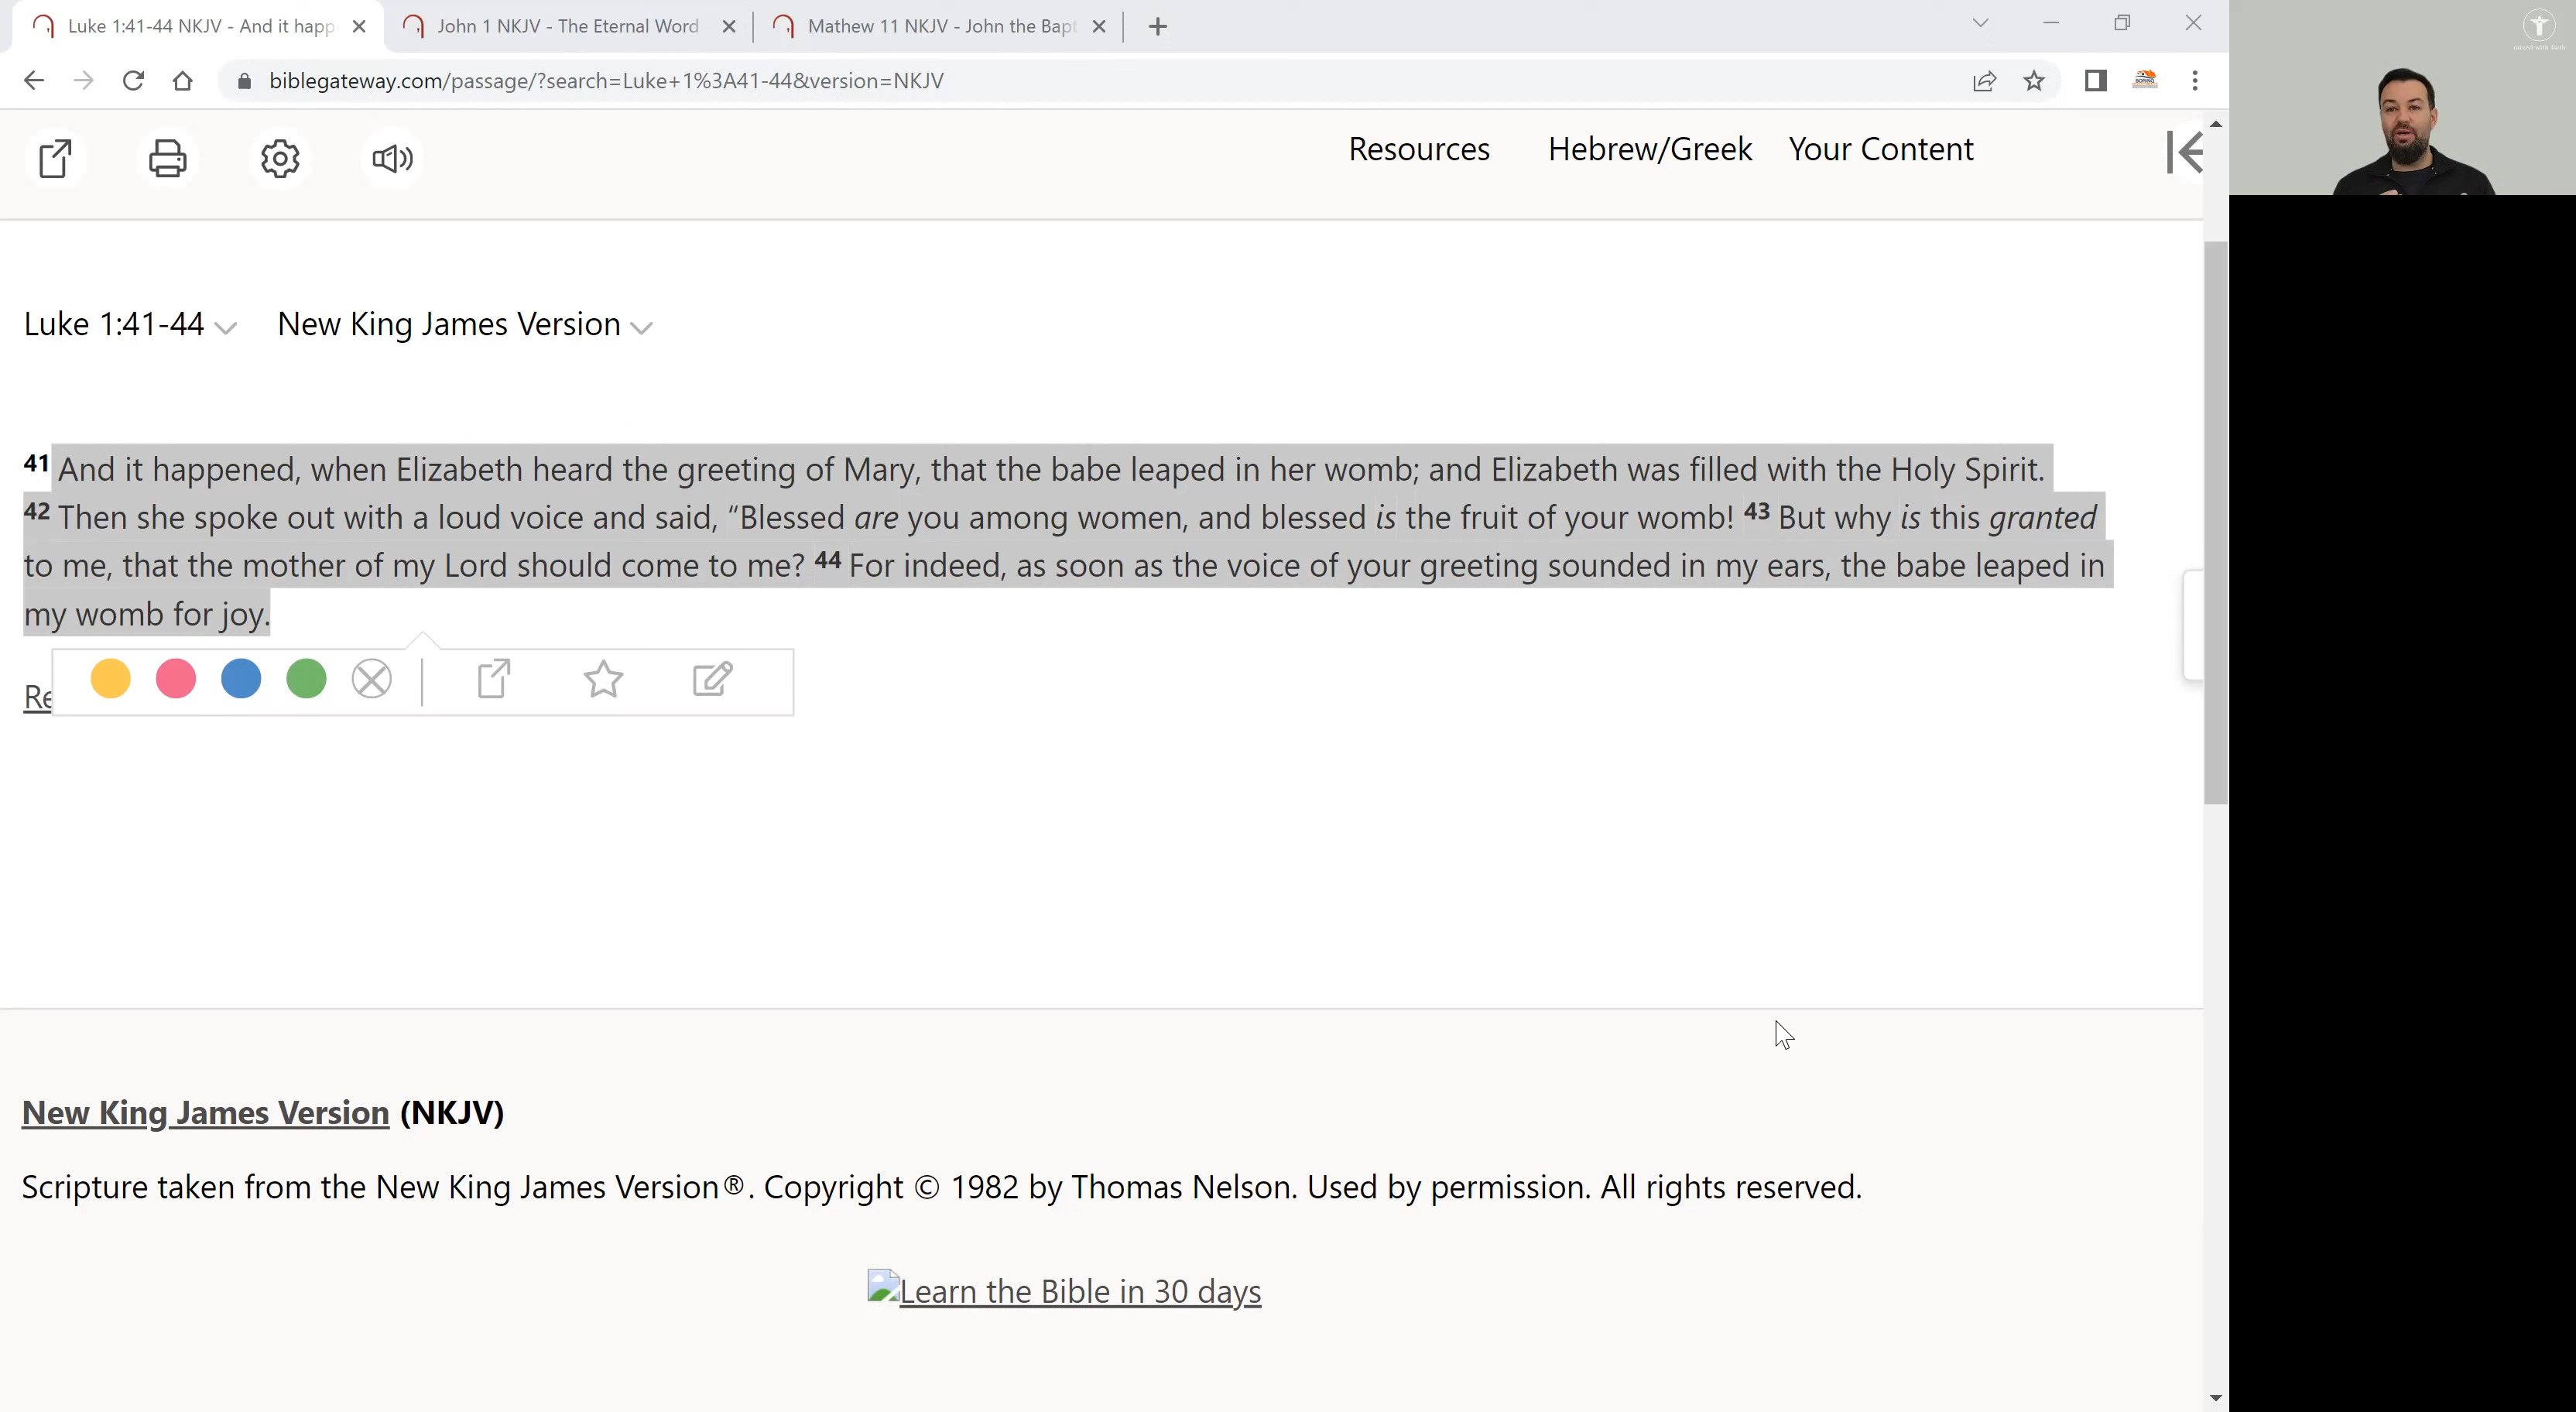 Luke 1:41-44 NKJV - And it happ
John 1 NKJV - The Eternal Word
Mathew 11 NKJV - John the Bapt
biblegateway.com/passage/?search=Luke+1%3A41-44&version=NKJV
Resources Hebrew/Greek Your Content
Luke 1:41-44 New King James Version
41 And it happened, when Elizabeth heard the greeting of Mary, that the babe leaped in her womb; and Elizabeth was filled with the Holy Spirit.
42 Then she spoke out with a loud voice and said, “Blessed are you among women, and blessed is the fruit of your womb! 43 But why is this granted
to me, that the mother of my Lord should come to me? 44 For indeed, as soon as the voice of your greeting sounded in my ears, the babe leaped in
my womb for joy.
Re
New King James Version (NKJV)
Scripture taken from the New King James Version®. Copyright © 1982 by Thomas Nelson. Used by permission. All rights reserved.
Learn the Bible in 30 days